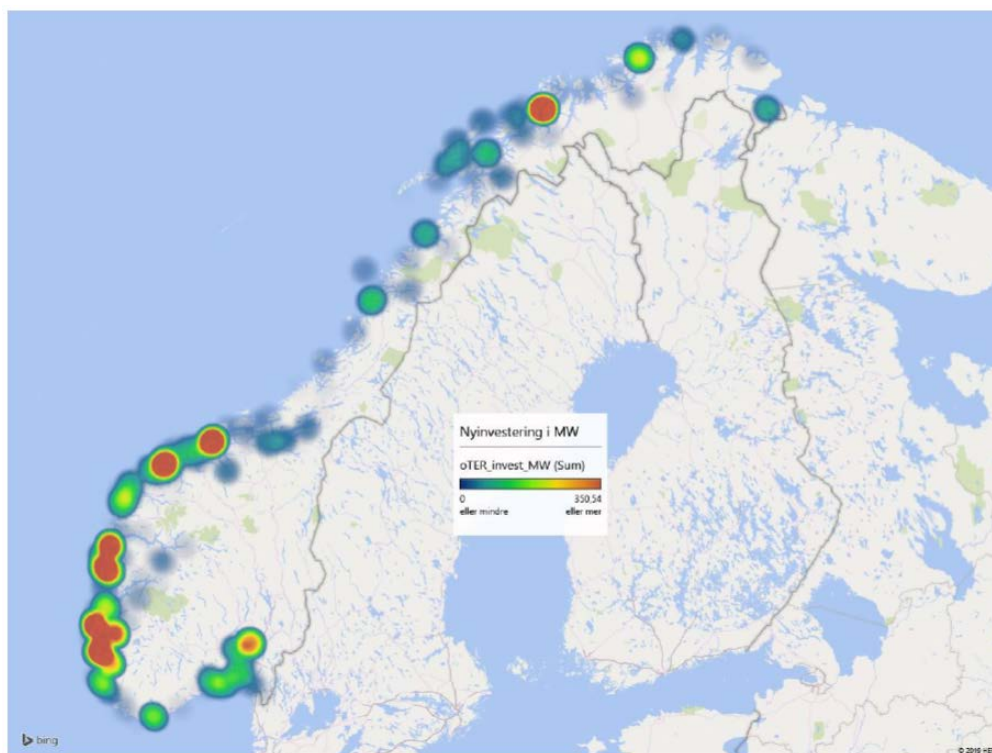 Nyinvestering i MW
oTER_invest_MW (Sum)
0
350,54
eller mindre
eller mer
bing